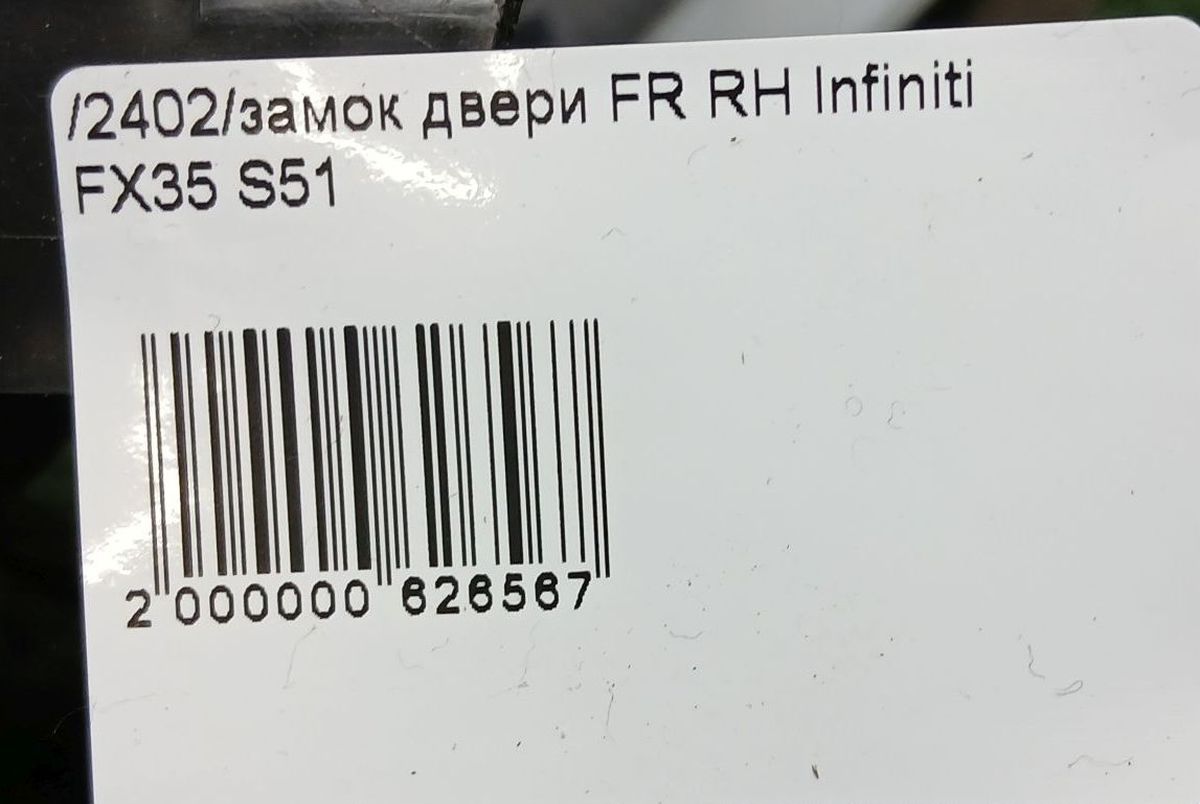 /2402/замок двери FR RH Infiniti
FX35 S51
2 000000 626567